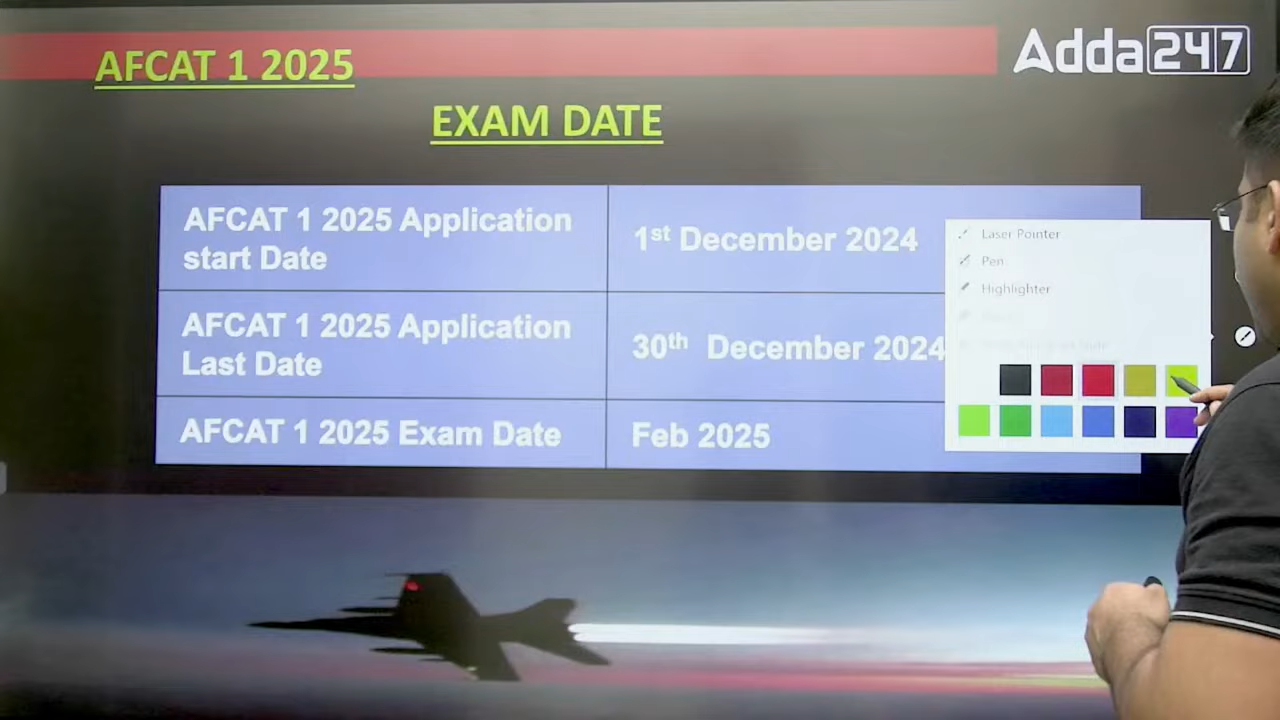 AFCAT 1 2025
Adda247
EXAM DATE
AFCAT 1 2025 Application
start Date
1st December 2024
AFCAT 1 2025 Application
Last Date
30th December 2024
AFCAT 1 2025 Exam Date
Feb 2025
Laser Pointer
Pen
Highlighter